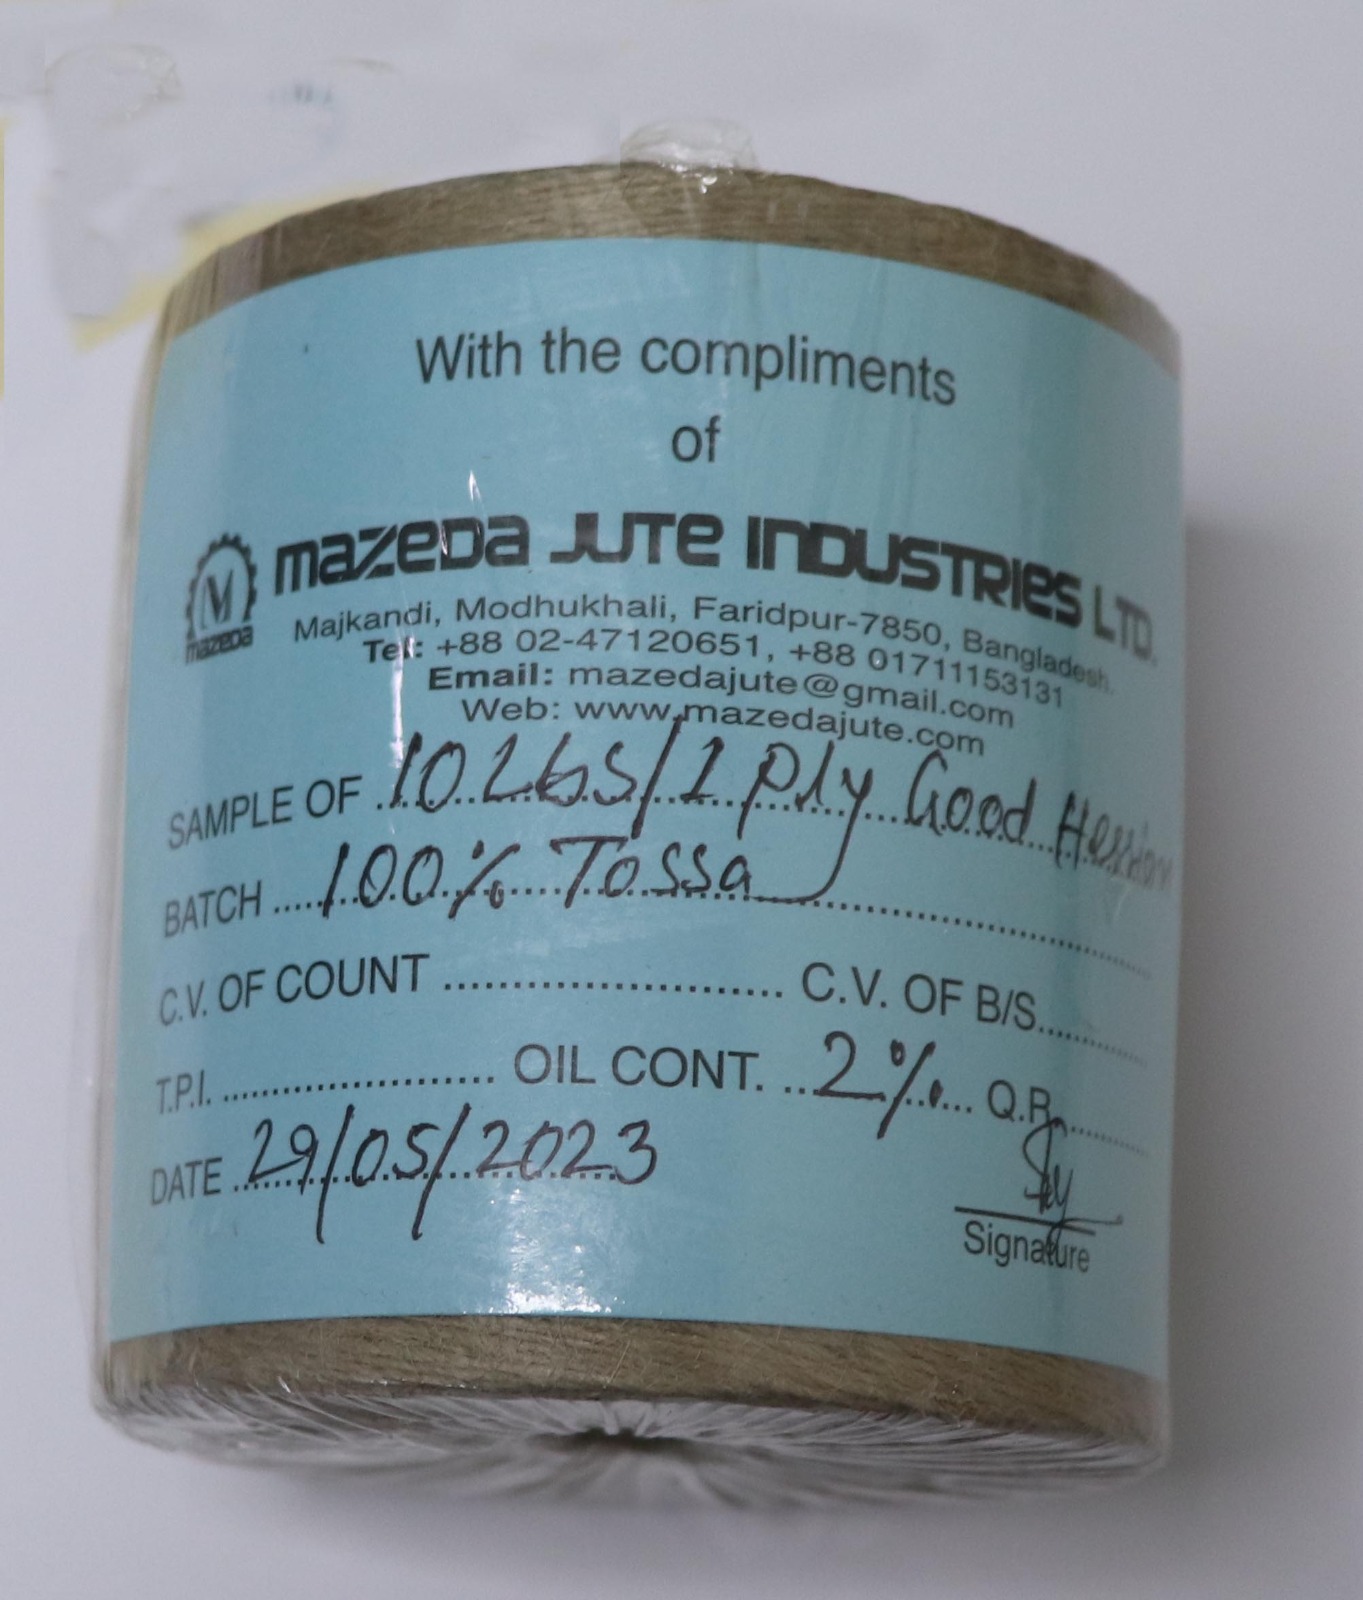 With the compliments
of
mazeda JUTE INDUSTRIES LTD.
M
mazeda
Majkandi, Modhukhali, Faridpur-7850, Bangladesh.
Tel: +88 02-47120651, +88 01711153131
Email: mazedajute@gmail.com
Web: www.mazedajute.com
SAMPLE OF 10 Lbs/1 Ply Good Hessian
BATCH 100% Tossa
C.V. OF COUNT ........................ C.V. OF B/S........
T.P.I. ........................ OIL CONT. 2% Q.R.......
DATE 29/05/2023
Signature